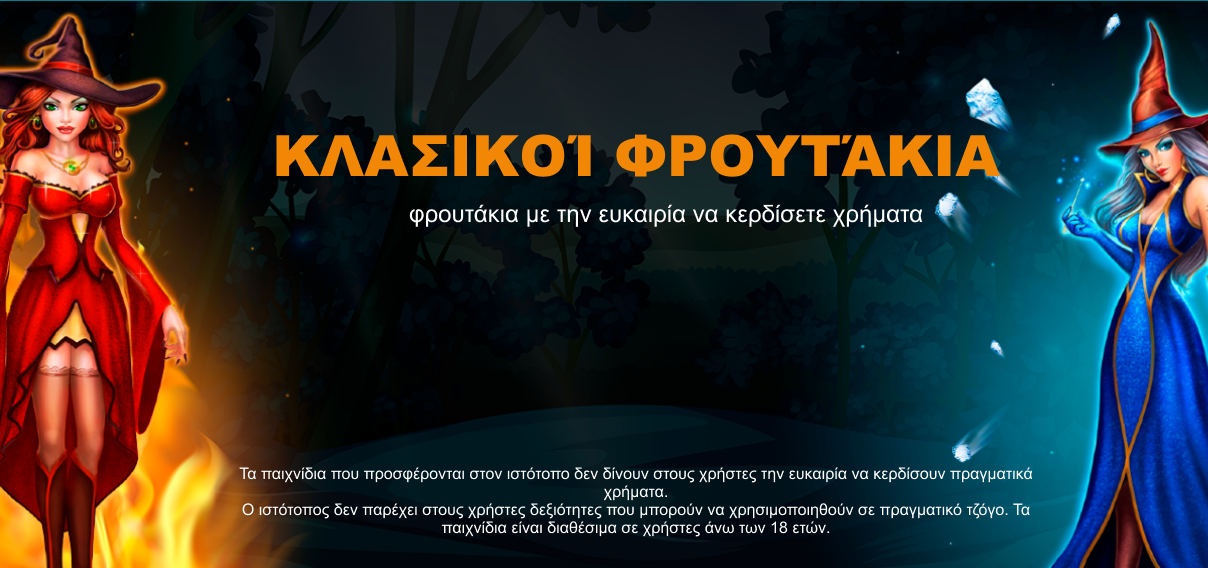 ΚΛΑΣΙΚΟΊ ΦΡΟΥΤΆΚΙΑ
φρουτάκια με την ευκαιρία να κερδίσετε χρήματα
Τα παιχνίδια που προσφέρονται στον ιστότοπο δεν δίνουν στους χρήστες την ευκαιρία να κερδίσουν πραγματικά
χρήματα.
Ο ιστότοπος δεν παρέχει στους χρήστες δεξιότητες που μπορούν να χρησιμοποιηθούν σε πραγματικό τζόγο. Τα
παιχνίδια είναι διαθέσιμα σε χρήστες άνω των 18 ετών.